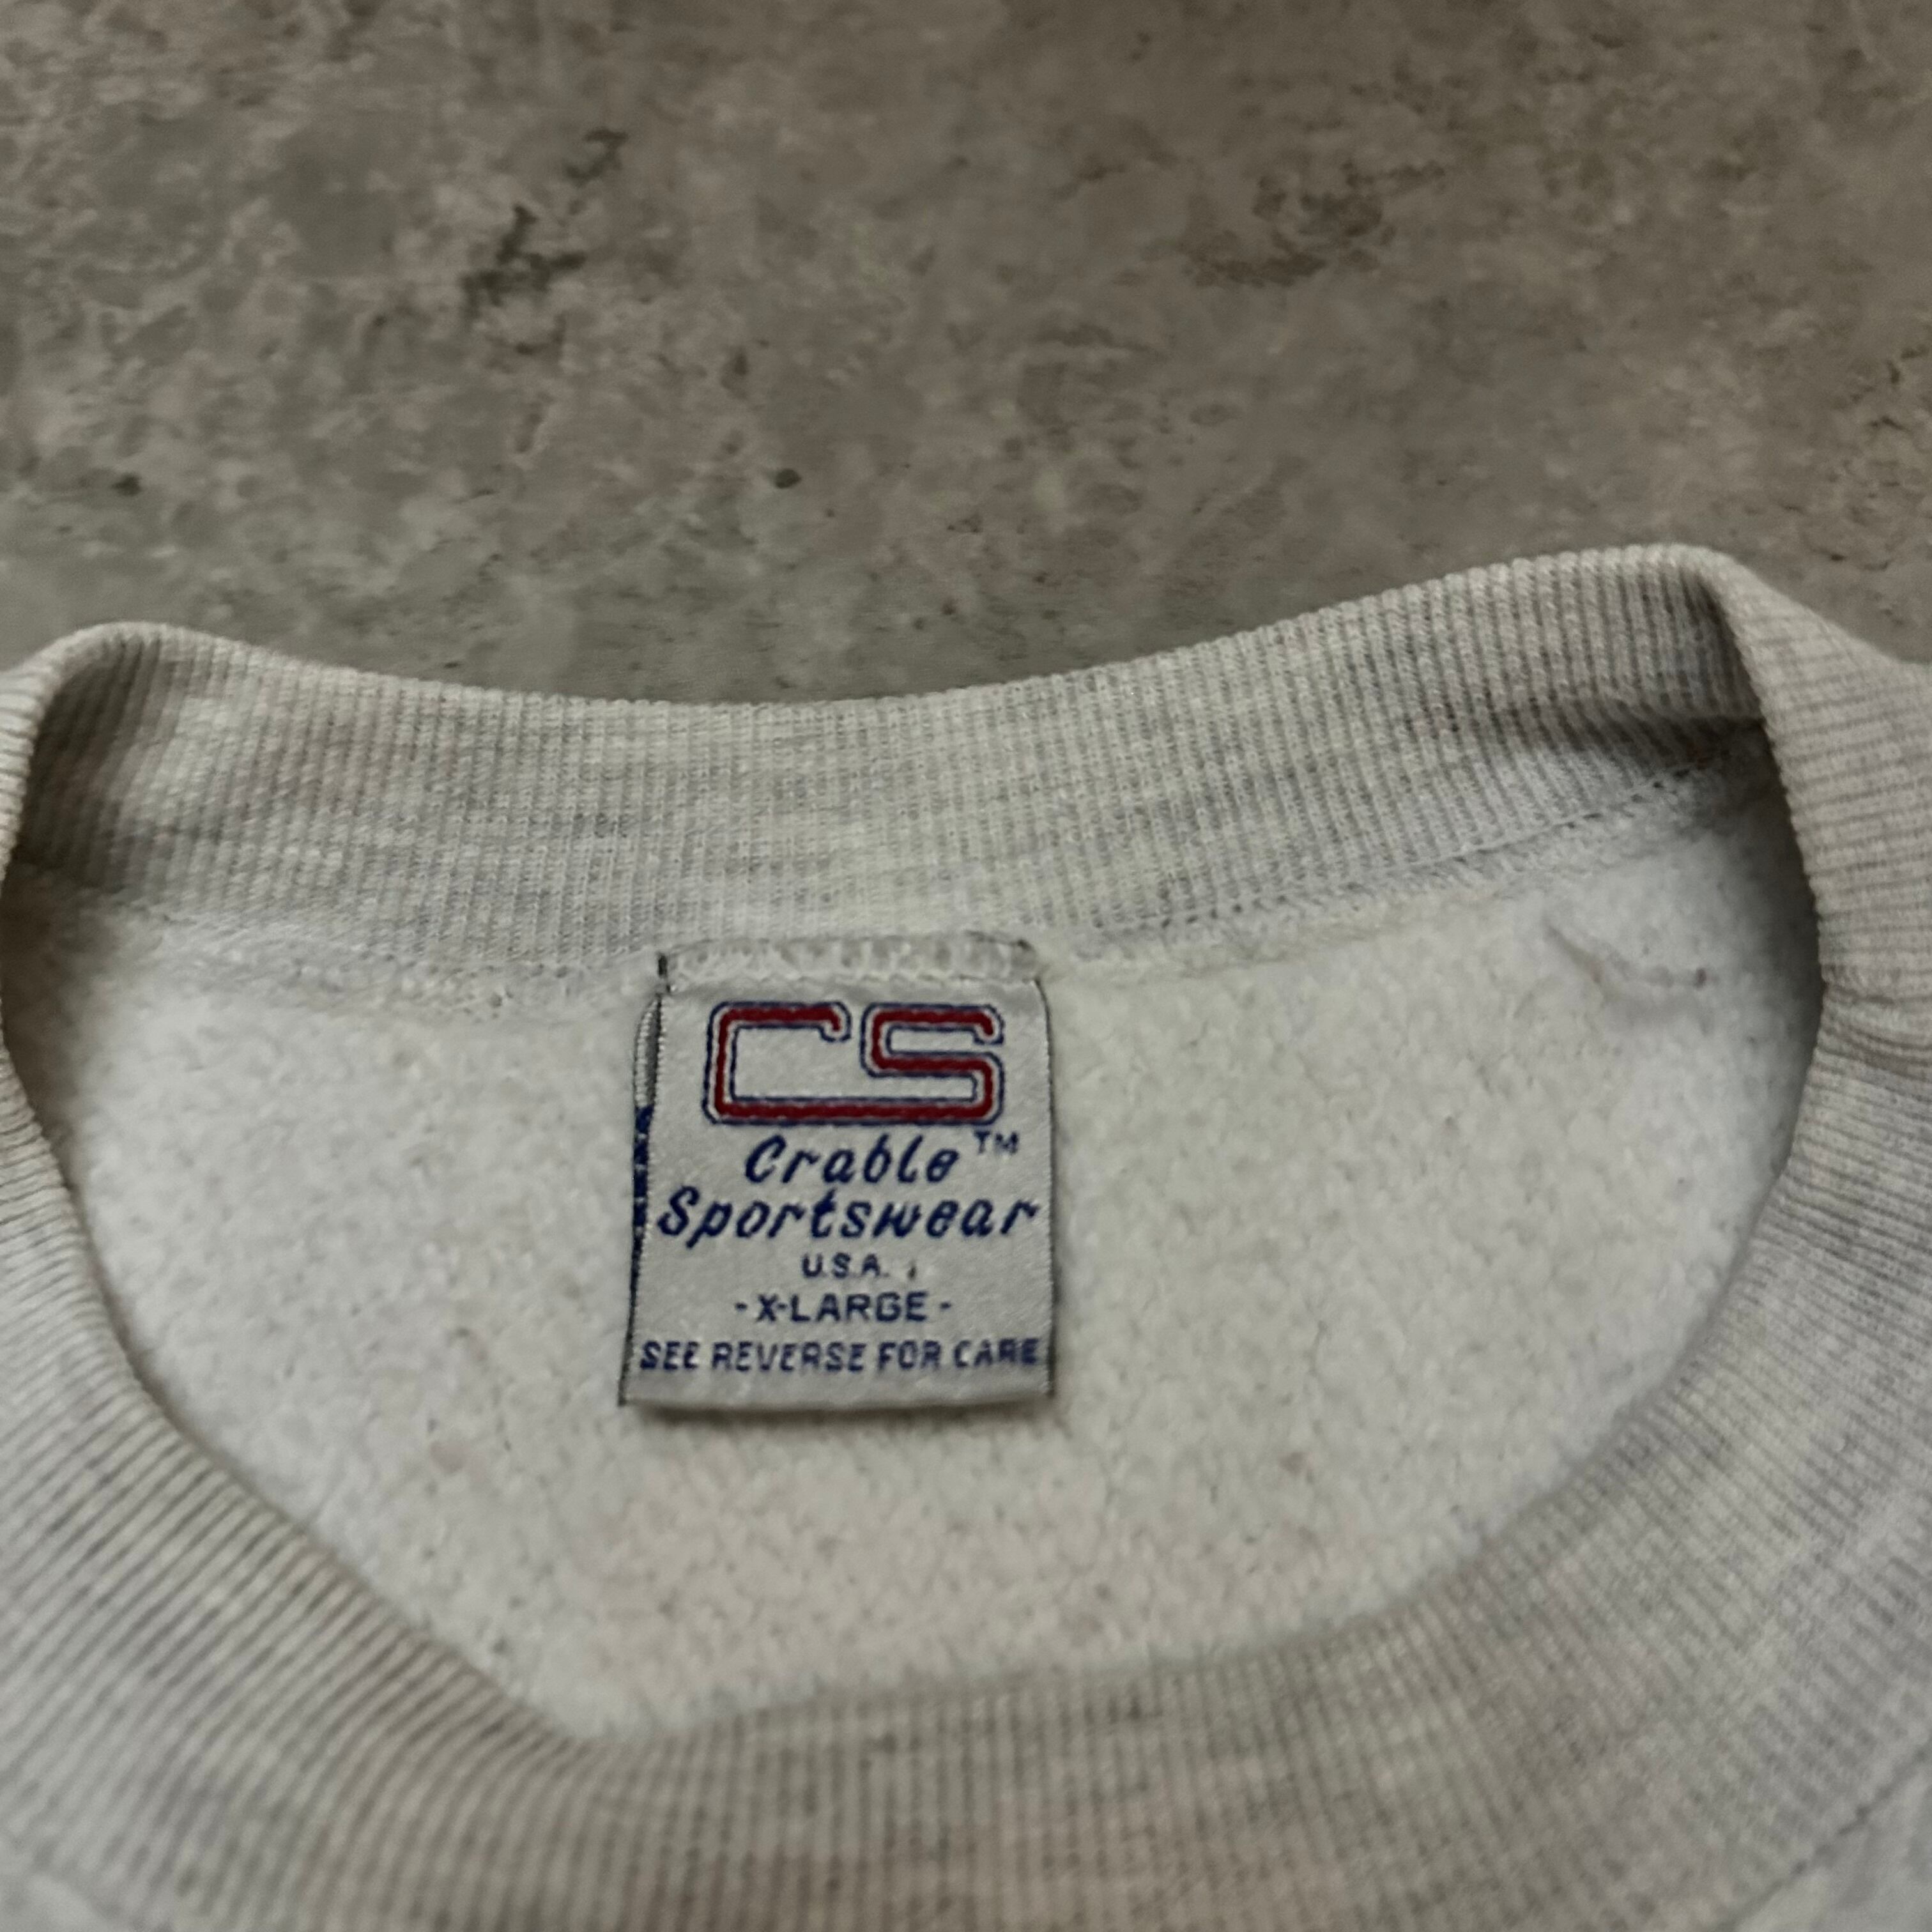 CS
Crable™
Sportswear
U.S.A.
-X-LARGE-
SEE REVERSE FOR CARE